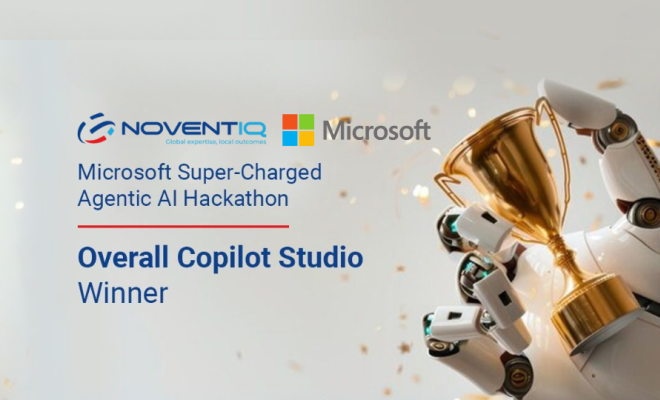 NOVENTIQ
Global expertise, local outcomes
Microsoft
Microsoft Super-Charged
Agentic AI Hackathon
Overall Copilot Studio
Winner